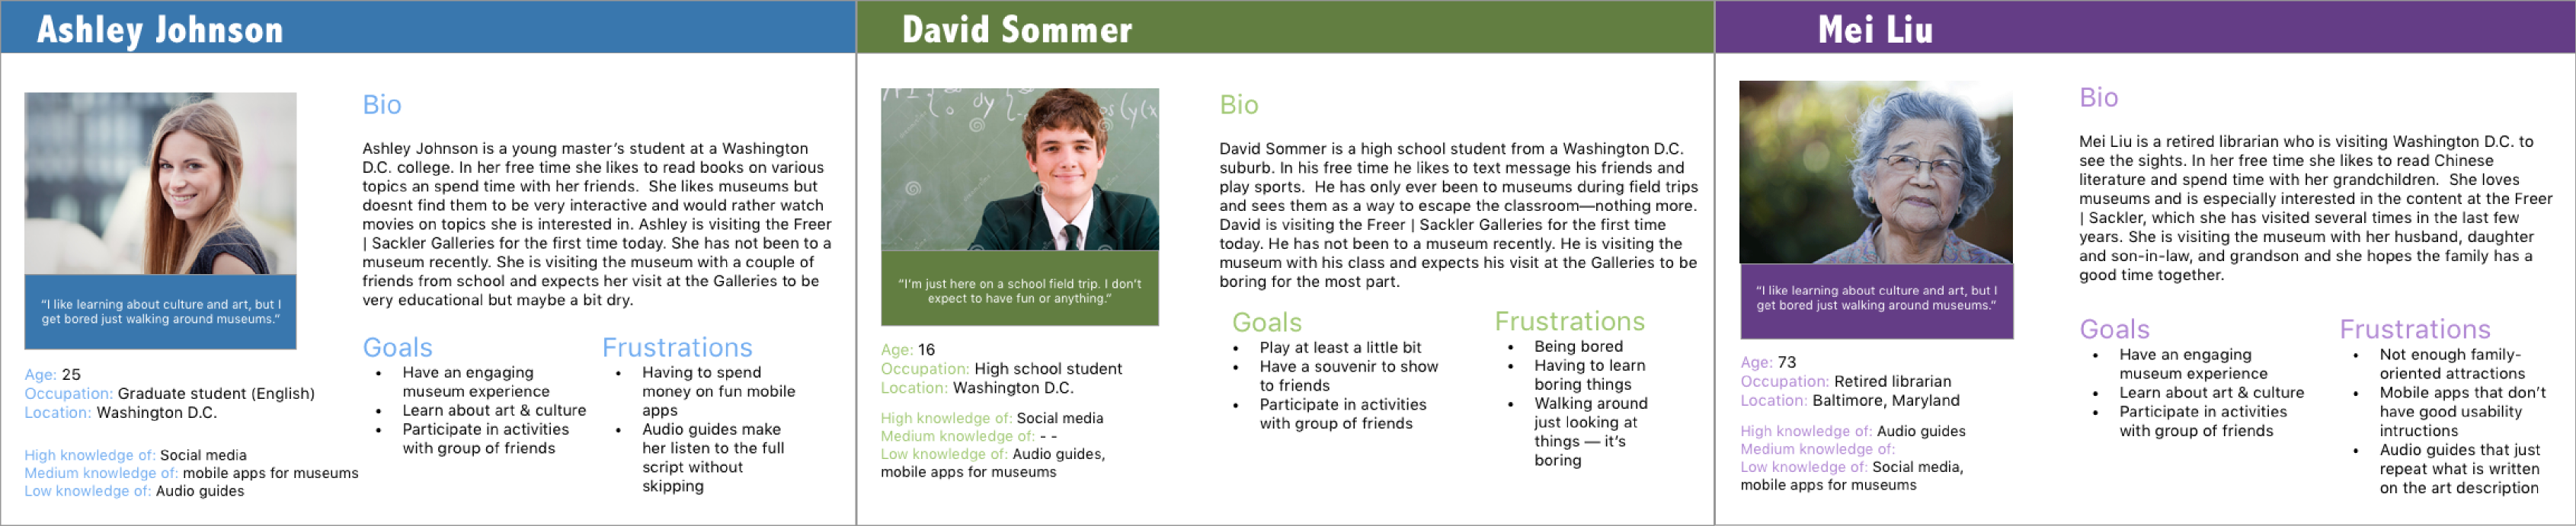 Ashley Johnson
Bio
Ashley Johnson is a young master's student at a Washington
D.C. college. In her free time she likes to read books on various
topics an spend time with her friends. She likes museums but
doesnt find them to be very interactive and would rather watch
movies on topics she is interested in. Ashley is visiting the Freer
| Sackler Galleries for the first time today. She has not been to a
museum recently. She is visiting the museum with a couple of
friends from school and expects her visit at the Galleries to be
very educational but maybe a bit dry.
“I like learning about culture and art, but I
get bored just walking around museums.”
Age: 25
Occupation: Graduate student (English)
Location: Washington D.C.
High knowledge of: Social media
Medium knowledge of: mobile apps for museums
Low knowledge of: Audio guides
Goals
• Have an engaging
museum experience
• Learn about art & culture
• Participate in activities
with group of friends
Frustrations
• Having to spend
money on fun mobile
apps
• Audio guides make
her listen to the full
script without
skipping
David Sommer
Bio
David Sommer is a high school student from a Washington D.C.
suburb. In his free time he likes to text message his friends and
play sports. He has only ever been to museums during field trips
and sees them as a way to escape the classroom—nothing more.
David is visiting the Freer | Sackler Galleries for the first time
today. He has not been to a museum recently. He is visiting the
museum with his class and expects his visit at the Galleries to be
boring for the most part.
“I'm just here on a school field trip. I don't
expect to have fun or anything.”
Age: 16
Occupation: High school student
Location: Washington D.C.
High knowledge of: Social media
Medium knowledge of: - -
Low knowledge of: Audio guides,
mobile apps for museums
Goals
• Play at least a little bit
• Have a souvenir to show
to friends
• Participate in activities
with group of friends
Frustrations
• Being bored
• Having to learn
boring things
• Walking around
just looking at
things — it's
boring
Mei Liu
Bio
Mei Liu is a retired librarian who is visiting Washington D.C. to
see the sights. In her free time she likes to read Chinese
literature and spend time with her grandchildren. She loves
museums and is especially interested in the content at the Freer
| Sackler, which she has visited several times in the last few
years. She is visiting the museum with her husband, daughter
and son-in-law, and grandson and she hopes the family has a
good time together.
“I like learning about culture and art, but I
get bored just walking around museums.”
Age: 73
Occupation: Retired librarian
Location: Baltimore, Maryland
High knowledge of: Audio guides
Medium knowledge of:
Low knowledge of: Social media,
mobile apps for museums
Goals
• Have an engaging
museum experience
• Learn about art & culture
• Participate in activities
with group of friends
Frustrations
• Not enough family-
oriented attractions
• Mobile apps that don't
have good usability
intructions
• Audio guides that just
repeat what is written
on the art description